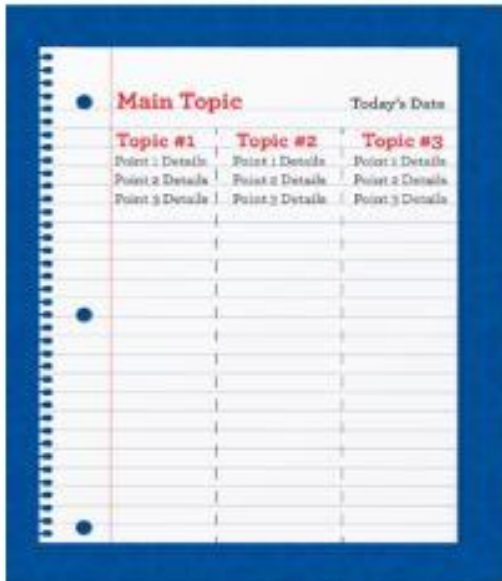 Main Topic Today's Date
Topic #1 Topic #2 Topic #3
Point 1 Details Point 1 Details Point 1 Details
Point 2 Details Point 2 Details Point 2 Details
Point 3 Details Point 3 Details Point 3 Details